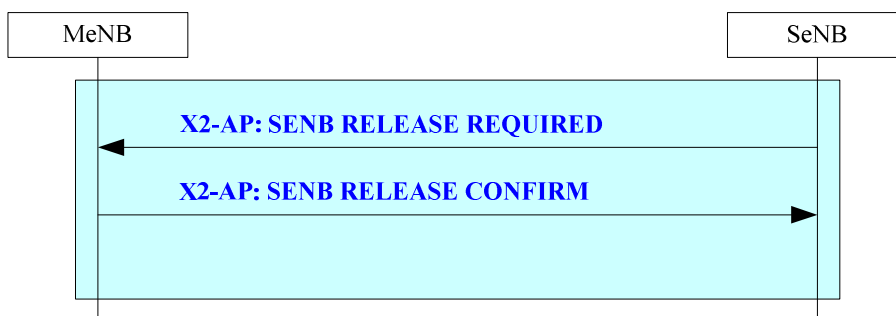 MeNB
SeNB
X2-AP: SENB RELEASE REQUIRED
X2-AP: SENB RELEASE CONFIRM